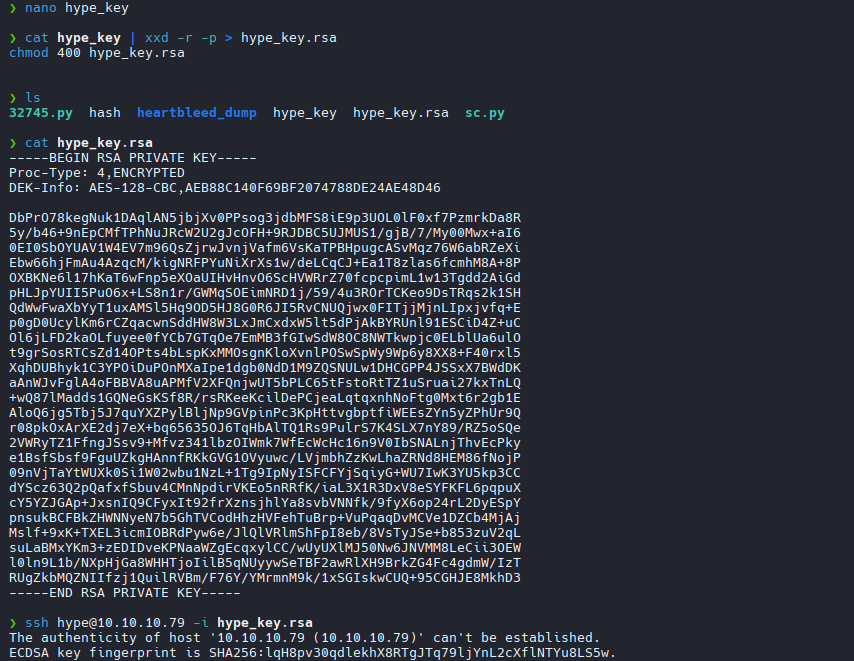 ❯ nano hype_key
❯ cat hype_key | xxd -r -p > hype_key.rsa
chmod 400 hype_key.rsa
❯ ls
32745.py hash heartbleed_dump hype_key hype_key.rsa sc.py
❯ cat hype_key.rsa
-----BEGIN RSA PRIVATE KEY-----
Proc-Type: 4,ENCRYPTED
DEK-Info: AES-128-CBC,AEB88C140F69BF2074788DE24AE48D46
DbPrO78kegNuk1DAqlAN5jbjXv0PPsog3jdbMFS8iE9p3UOL0lF0xf7PzmrkDa8R
5y/b46+9nEpCMfTPhNuJRcW2U2gJcOFH+9RJDBC5UJMUS1/gjB/7/My00Mwx+aI6
0EI0SbOYUAV1W4EV7m96QsZjrwJvnjVafm6VsKaTPBHpugcASvMqz76W6abRZeXi
Ebw66hjFmAu4AzqcM/kigNRFPYuNiXrXs1w/deLCqCJ+Ea1T8zlas6fcmhM8A+8P
OXBKNe6l17hKaT6wFnp5eXOaUIHvHnvO6ScHVWRrZ70fcpcpimL1w13Tgdd2AiGd
pHLJpYUII5PuO6x+LS8n1r/GWMqSOEimNRD1j/59/4u3ROrTCKeo9DsTRqs2k1SH
QdWwFwaXbYyT1uxAMSl5Hq9OD5HJ8G0R6JI5RvCNUQjwx0FITjjMjnLIpxjvfq+E
p0gD0UcylKm6rCZqacwnSddHW8W3LxJmCxdxW5lt5dPjAkBYRUnl91ESCiD4Z+uC
Ol6jLFD2kaOLfuyee0fYCb7GTqOe7EmMB3fGIwSdW8OC8NWTkwpjc0ELblUa6ulO
t9grSosRTCsZd14OPts4bLspKxMMOsgnKloXvnlPOSwSpWy9Wp6y8XX8+F40rxl5
XqhDUBhyk1C3YPOiDuPOnMXaIpe1dgb0NdD1M9ZQSNULw1DHCGPP4JSSxX7BWdDK
aAnWJvFglA4oFBBVA8uAPMfV2XFQnjwUT5bPLC65tFstoRtTZ1uSruai27kxTnLQ
+wQ87lMadds1GQNeGsKSf8R/rsRKeeKcilDePCjeaLqtqxnhNoFtg0Mxt6r2gb1E
AloQ6jg5Tbj5J7quYXZPylBljNp9GVpinPc3KpHttvgbptfiWEEsZYn5yZPhUr9Q
r08pkOxArXE2dj7eX+bq65635OJ6TqHbAlTQ1Rs9PulrS7K4SLX7nY89/RZ5oSQe
2VWRyTZ1FfngJSsv9+Mfvz341lbzOIWmk7WfEcWcHc16n9V0IbSNALnjThvEcPky
e1BsfSbsf9FguUZkgHAnnfRKkGVG1OVyuwc/LVjmbhZzKwLhaZRNd8HEM86fNojP
09nVjTaYtWUXk0Si1W02wbu1NzL+1Tg9IpNyISFCFYjSqiyG+WU7IwK3YU5kp3CC
dYScz63Q2pQafxfSbuv4CMnNpdirVKEo5nRRfK/iaL3X1R3DxV8eSYFKFL6pqpuX
cY5YZJGAp+JxsnIQ9CFyxIt92frXznsjhlYa8svbVNNfk/9fyX6op24rL2DyESpY
pnsukBCFBkZHWNNyeN7b5GhTVCodHhzHVFehTuBrp+VuPqaqDvMCVe1DZCb4MjAj
Mslf+9xK+TXEL3icmIOBRdPyw6e/JlQlVRlmShFpI8eb/8VsTyJSe+b853zuV2qL
suLaBMxYKm3+zEDIDveKPNaaWZgEcqxylCC/wUyUXlMJ50Nw6JNVMM8LeCii3OEW
l0ln9L1b/NXpHjGa8WHHTjoIilB5qNUyywSeTBF2awRlXH9BrkZG4Fc4gdmW/IzT
RUgZkbMQZNIIfzj1QuilRVBm/F76Y/YMrmnM9k/1xSGIskwCUQ+95CGHJE8MkhD3
-----END RSA PRIVATE KEY-----
❯ ssh hype@10.10.10.79 -i hype_key.rsa
The authenticity of host '10.10.10.79 (10.10.10.79)' can't be established.
ECDSA key fingerprint is SHA256:lqH8pv30qdlekhX8RTgJTq79ljYnL2cXflNTYu8LS5w.